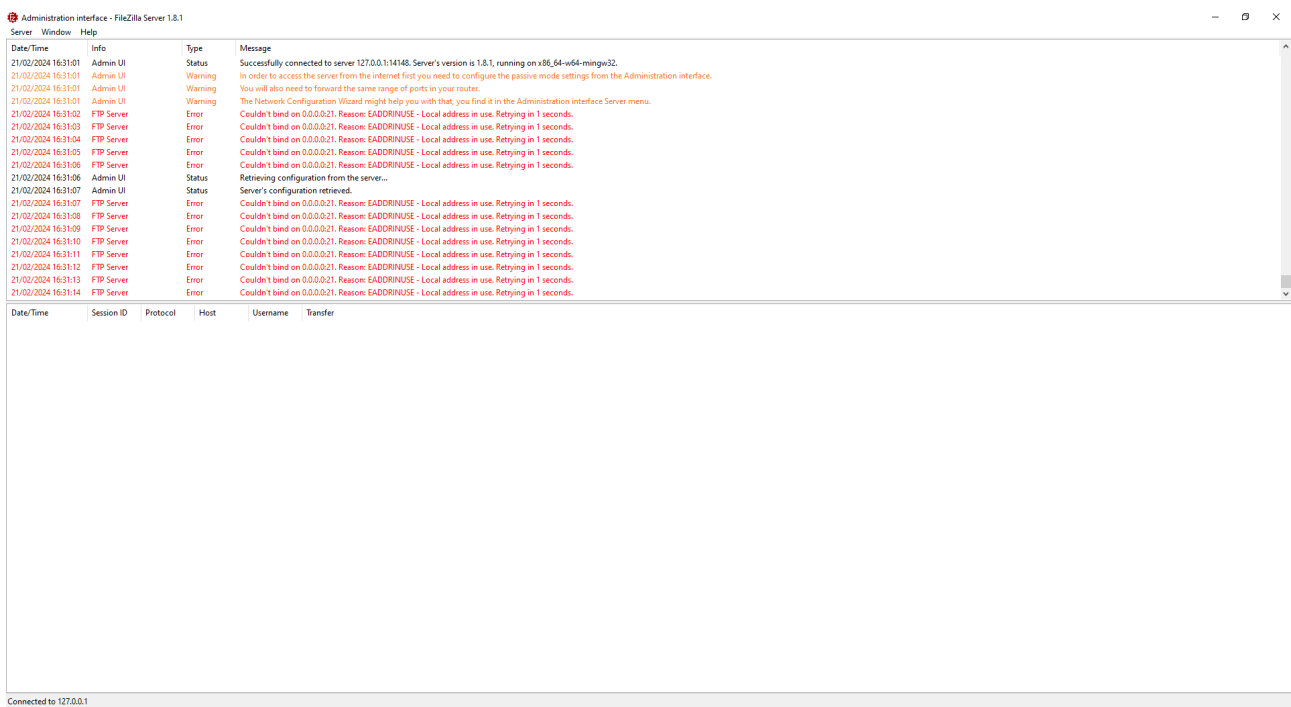 Administration interface - FileZilla Server 1.8.1
Server Window Help
Date/Time Info Type Message
21/02/2024 16:31:01 Admin UI Status Successfully connected to server 127.0.0.1:14148. Server's version is 1.8.1, running on x86_64-w64-mingw32.
21/02/2024 16:31:01 Admin UI Warning In order to access the server from the internet first you need to configure the passive mode settings from the Administration interface.
21/02/2024 16:31:01 Admin UI Warning You will also need to forward the same range of ports in your router.
21/02/2024 16:31:01 Admin UI Warning The Network Configuration Wizard might help you with that, you find it in the Administration interface Server menu.
21/02/2024 16:31:02 FTP Server Error Couldn't bind on 0.0.0.0:21. Reason: EADDRINUSE - Local address in use. Retrying in 1 seconds.
21/02/2024 16:31:03 FTP Server Error Couldn't bind on 0.0.0.0:21. Reason: EADDRINUSE - Local address in use. Retrying in 1 seconds.
21/02/2024 16:31:04 FTP Server Error Couldn't bind on 0.0.0.0:21. Reason: EADDRINUSE - Local address in use. Retrying in 1 seconds.
21/02/2024 16:31:05 FTP Server Error Couldn't bind on 0.0.0.0:21. Reason: EADDRINUSE - Local address in use. Retrying in 1 seconds.
21/02/2024 16:31:06 FTP Server Error Couldn't bind on 0.0.0.0:21. Reason: EADDRINUSE - Local address in use. Retrying in 1 seconds.
21/02/2024 16:31:06 Admin UI Status Retrieving configuration from the server...
21/02/2024 16:31:07 Admin UI Status Server's configuration retrieved.
21/02/2024 16:31:07 FTP Server Error Couldn't bind on 0.0.0.0:21. Reason: EADDRINUSE - Local address in use. Retrying in 1 seconds.
21/02/2024 16:31:08 FTP Server Error Couldn't bind on 0.0.0.0:21. Reason: EADDRINUSE - Local address in use. Retrying in 1 seconds.
21/02/2024 16:31:09 FTP Server Error Couldn't bind on 0.0.0.0:21. Reason: EADDRINUSE - Local address in use. Retrying in 1 seconds.
21/02/2024 16:31:10 FTP Server Error Couldn't bind on 0.0.0.0:21. Reason: EADDRINUSE - Local address in use. Retrying in 1 seconds.
21/02/2024 16:31:11 FTP Server Error Couldn't bind on 0.0.0.0:21. Reason: EADDRINUSE - Local address in use. Retrying in 1 seconds.
21/02/2024 16:31:12 FTP Server Error Couldn't bind on 0.0.0.0:21. Reason: EADDRINUSE - Local address in use. Retrying in 1 seconds.
21/02/2024 16:31:13 FTP Server Error Couldn't bind on 0.0.0.0:21. Reason: EADDRINUSE - Local address in use. Retrying in 1 seconds.
21/02/2024 16:31:14 FTP Server Error Couldn't bind on 0.0.0.0:21. Reason: EADDRINUSE - Local address in use. Retrying in 1 seconds.
Date/Time Session ID Protocol Host Username Transfer
Connected to 127.0.0.1